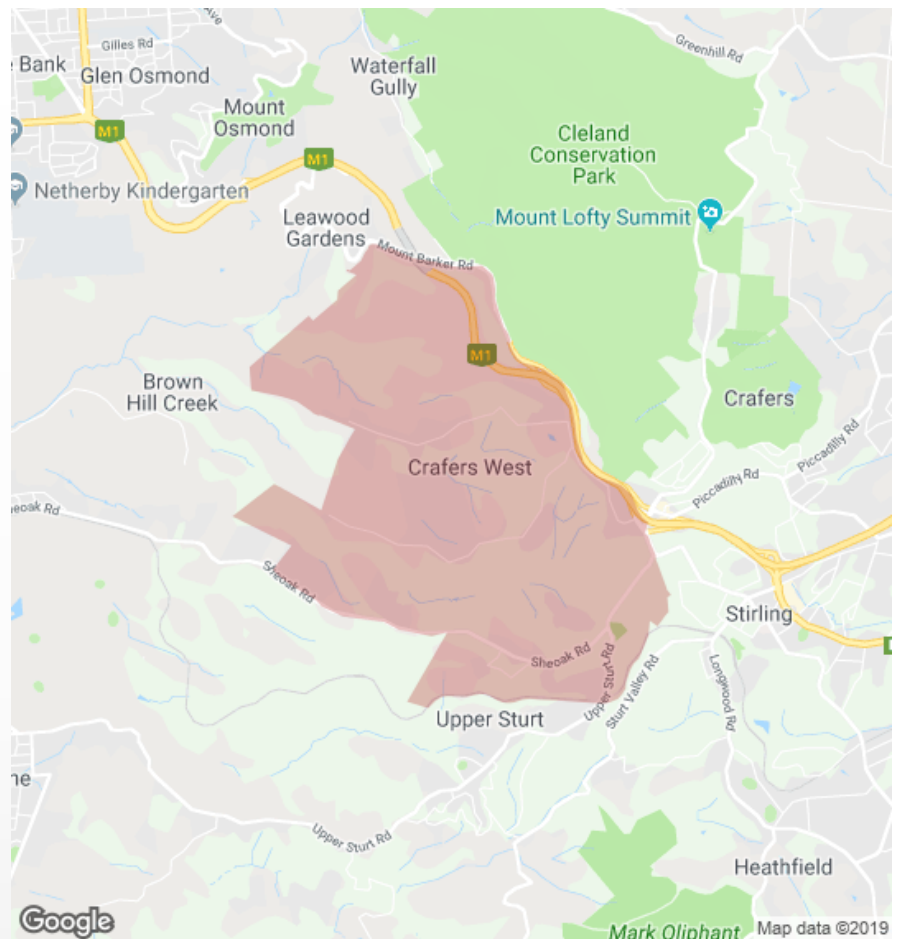 Gilles Rd
Ave
Bank
Glen Osmond
Waterfall
Gully
Greenhill Rd
Mount
Osmond
M1
M1
Cleland
Conservation
Park
Netherby Kindergarten
Leawood
Gardens
Mount Lofty Summit
Mount Barker Rd
M1
Brown
Hill Creek
Crafers
Crafers West
Piccadilly Rd
Piccadilly Rd
Sheoak Rd
Stirling
Sheoak Rd
Upper Sturt Rd
Sturt Valley Rd
Longwood Rd
Upper Sturt
Upper Sturt Rd
Heathfield
Mark Oliphant
Google
Map data ©2019